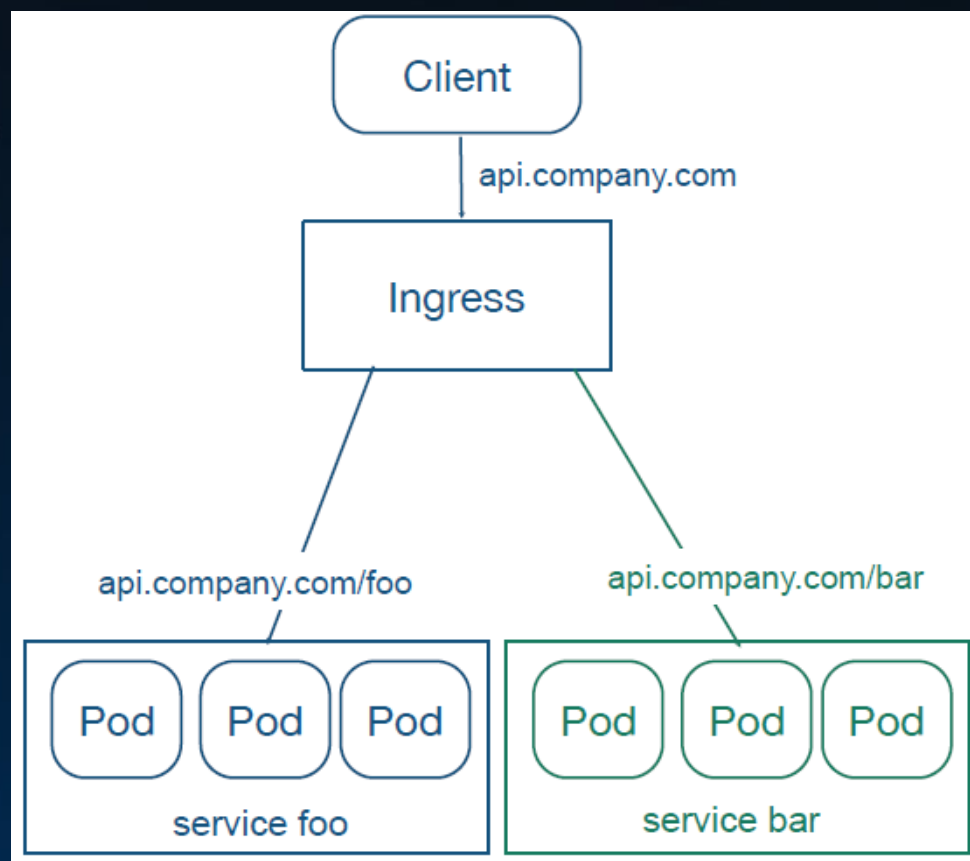 Client
api.company.com
Ingress
api.company.com/foo
api.company.com/bar
Pod
Pod
Pod
service foo
Pod
Pod
Pod
service bar